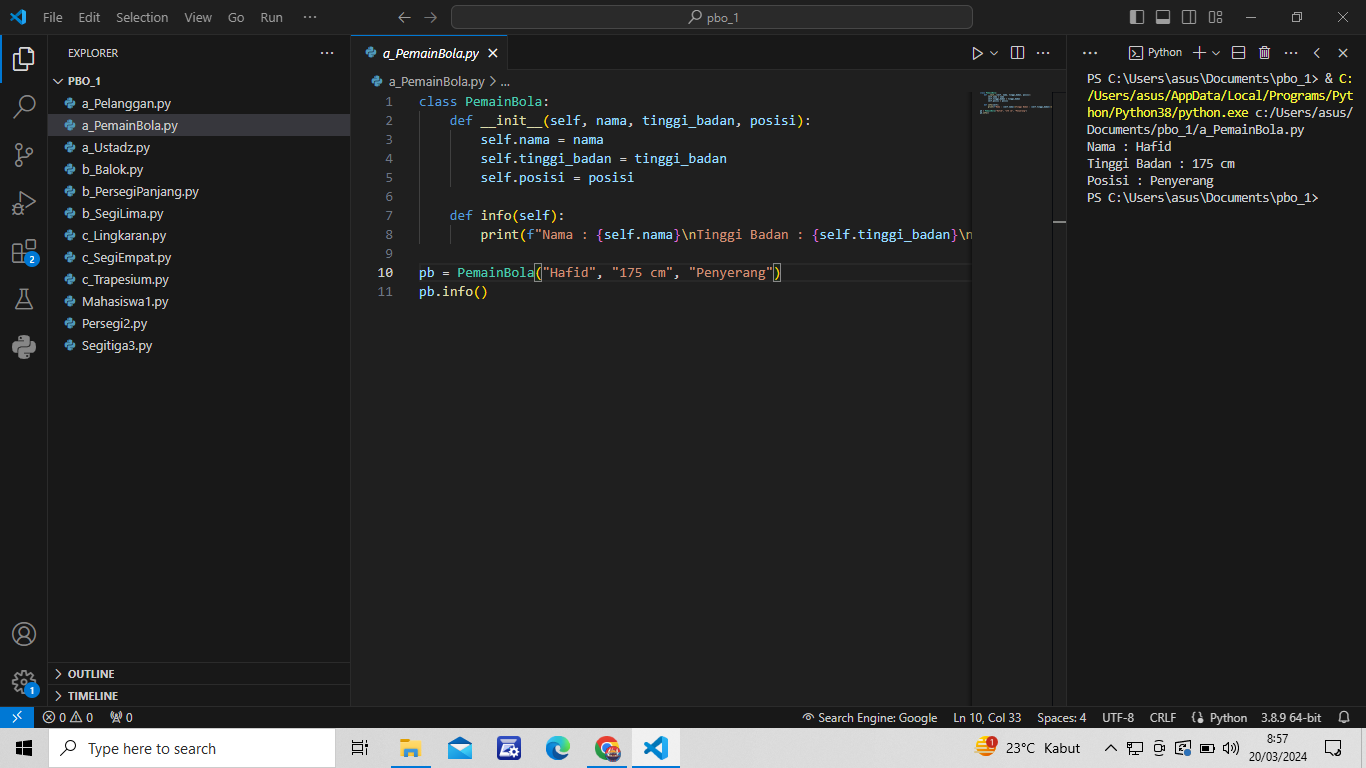 File Edit Selection View Go Run ··· pbo_1
EXPLORER ···
PBO_1
a_Pelanggan.py
a_PemainBola.py
a_Ustadz.py
b_Balok.py
b_PersegiPanjang.py
b_SegiLima.py
c_Lingkaran.py
c_SegiEmpat.py
c_Trapesium.py
Mahasiswa1.py
Persegi2.py
Segitiga3.py
OUTLINE
TIMELINE
2
1
a_PemainBola.py
a_PemainBola.py > ...
1 class PemainBola:
2 def __init__(self, nama, tinggi_badan, posisi):
3 self.nama = nama
4 self.tinggi_badan = tinggi_badan
5 self.posisi = posisi
6
7 def info(self):
8 print(f"Nama : {self.nama}\nTinggi Badan : {self.tinggi_badan}\n
9
10 pb = PemainBola("Hafid", "175 cm", "Penyerang")
11 pb.info()
Python
PS C:\Users\asus\Documents\pbo_1> & C:
/Users/asus/AppData/Local/Programs/Pyt
hon/Python38/python.exe c:/Users/asus/
Documents/pbo_1/a_PemainBola.py
Nama : Hafid
Tinggi Badan : 175 cm
Posisi : Penyerang
PS C:\Users\asus\Documents\pbo_1>
0 0 0 Search Engine: Google Ln 10, Col 33 Spaces: 4 UTF-8 CRLF Python 3.8.9 64-bit
Type here to search
23°C Kabut
8:57
20/03/2024